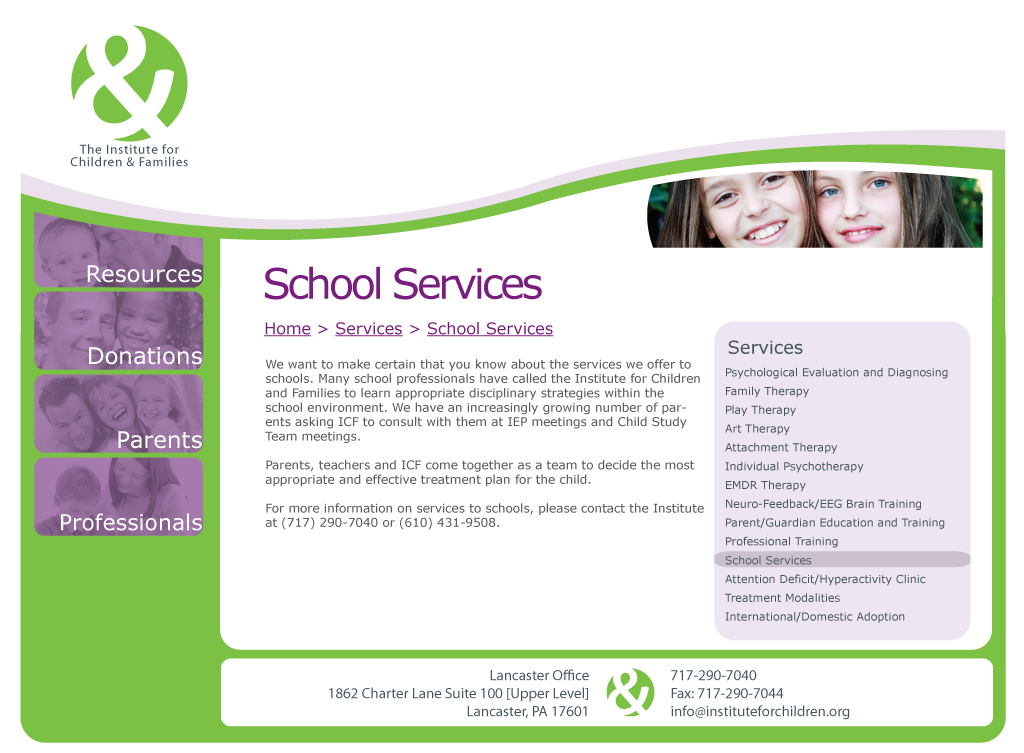 The Institute for
Children & Families
Resources
Donations
Parents
Professionals
School Services
Home > Services > School Services
We want to make certain that you know about the services we offer to
schools. Many school professionals have called the Institute for Children
and Families to learn appropriate disciplinary strategies within the
school environment. We have an increasingly growing number of par-
ents asking ICF to consult with them at IEP meetings and Child Study
Team meetings.
Parents, teachers and ICF come together as a team to decide the most
appropriate and effective treatment plan for the child.
For more information on services to schools, please contact the Institute
at (717) 290-7040 or (610) 431-9508.
Services
Psychological Evaluation and Diagnosing
Family Therapy
Play Therapy
Art Therapy
Attachment Therapy
Individual Psychotherapy
EMDR Therapy
Neuro-Feedback/EEG Brain Training
Parent/Guardian Education and Training
Professional Training
School Services
Attention Deficit/Hyperactivity Clinic
Treatment Modalities
International/Domestic Adoption
Lancaster Office
1862 Charter Lane Suite 100 [Upper Level]
Lancaster, PA 17601
&
717-290-7040
Fax: 717-290-7044
info@instituteforchildren.org